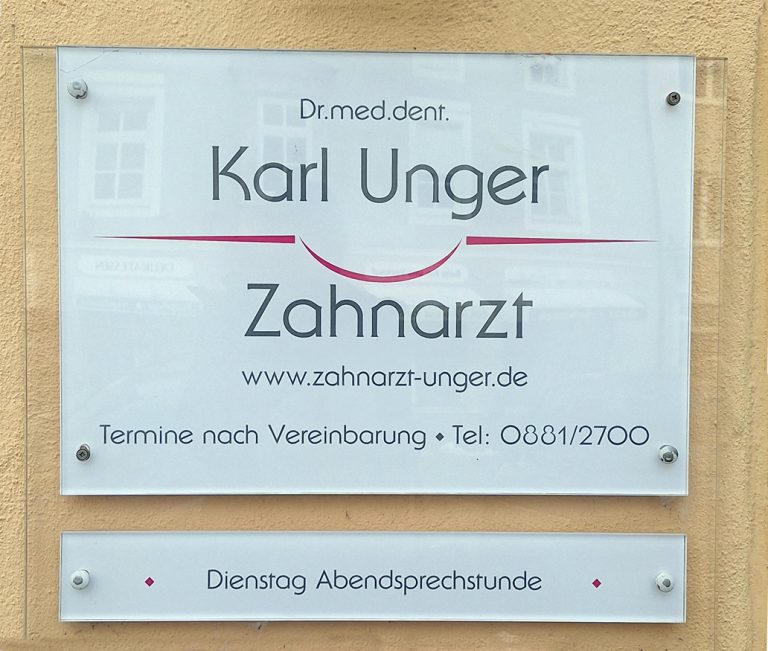 Dr.med.dent.
Karl Unger
Zahnarzt
www.zahnarzt-unger.de
Termine nach Vereinbarung ⬥ Tel: 0881/2700
Dienstag Abendsprechstunde